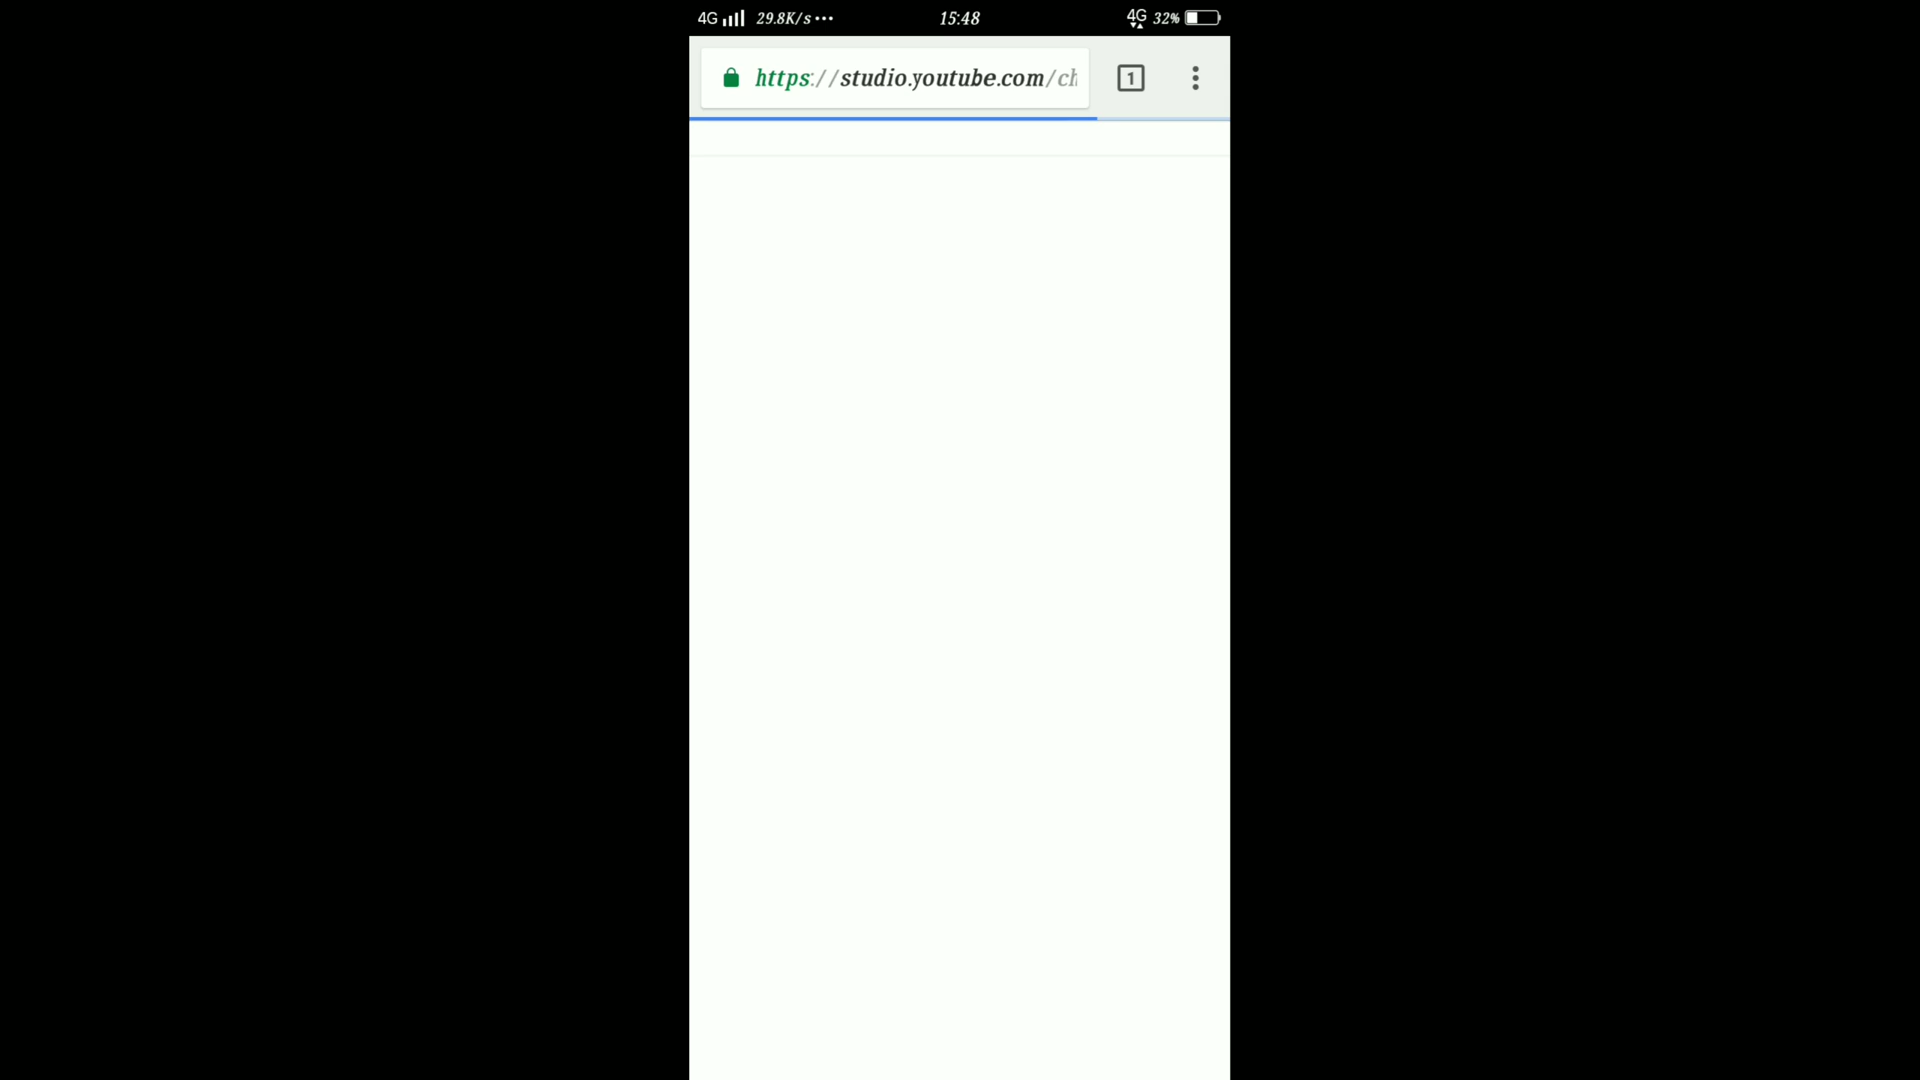 4G 29.8K/s ••• 15:48 4G 32%
https://studio.youtube.com/ch 1